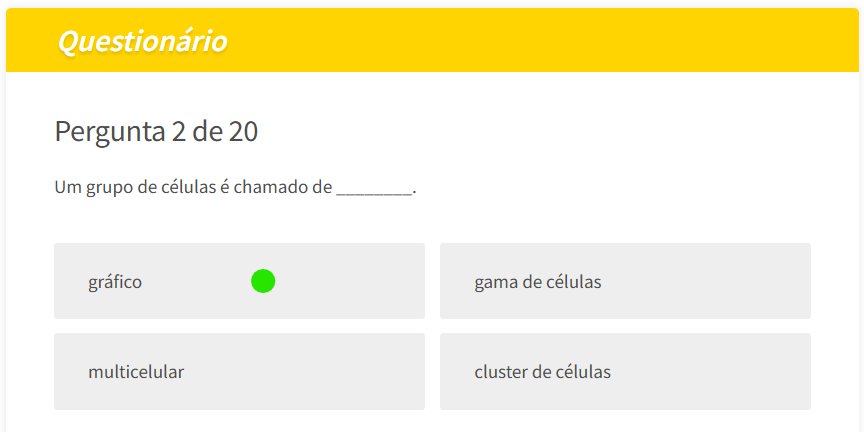 Questionário
Pergunta 2 de 20
Um grupo de células é chamado de ________.
gráfico
gama de células
multicelular
cluster de células